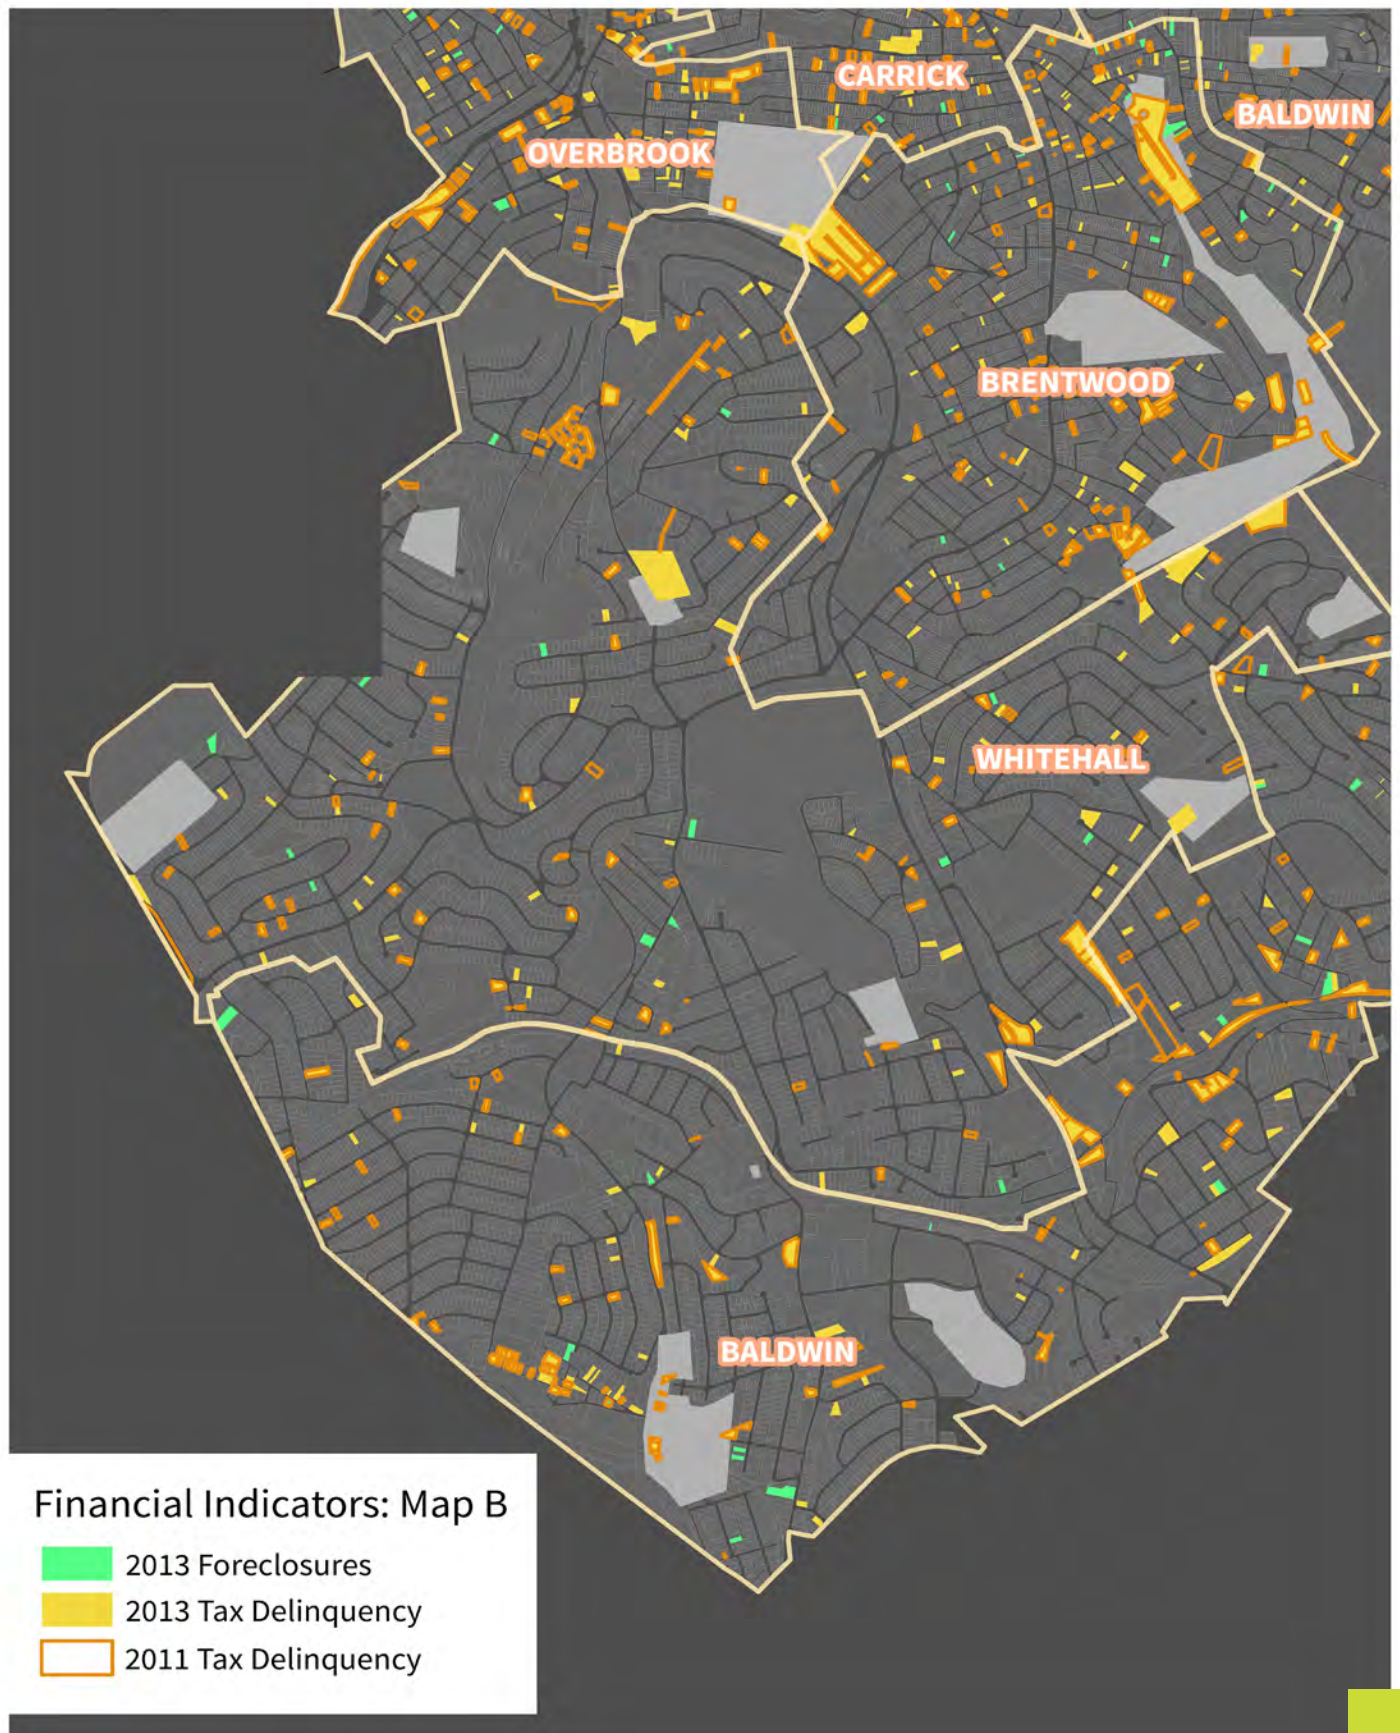 CARRICK
BALDWIN
OVERBROOK
BRENTWOOD
WHITEHALL
BALDWIN
Financial Indicators: Map B
2013 Foreclosures
2013 Tax Delinquency
2011 Tax Delinquency